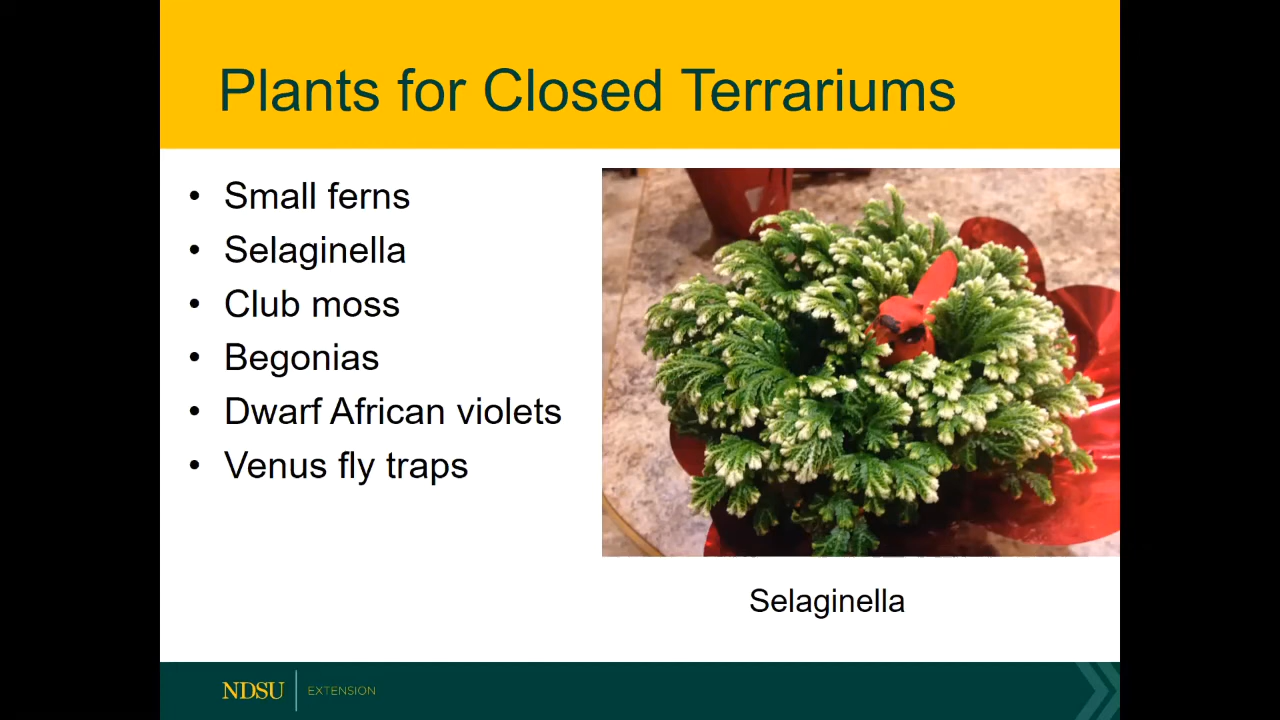 Plants for Closed Terrariums
• Small ferns
• Selaginella
• Club moss
• Begonias
• Dwarf African violets
• Venus fly traps
Selaginella
NDSU | EXTENSION